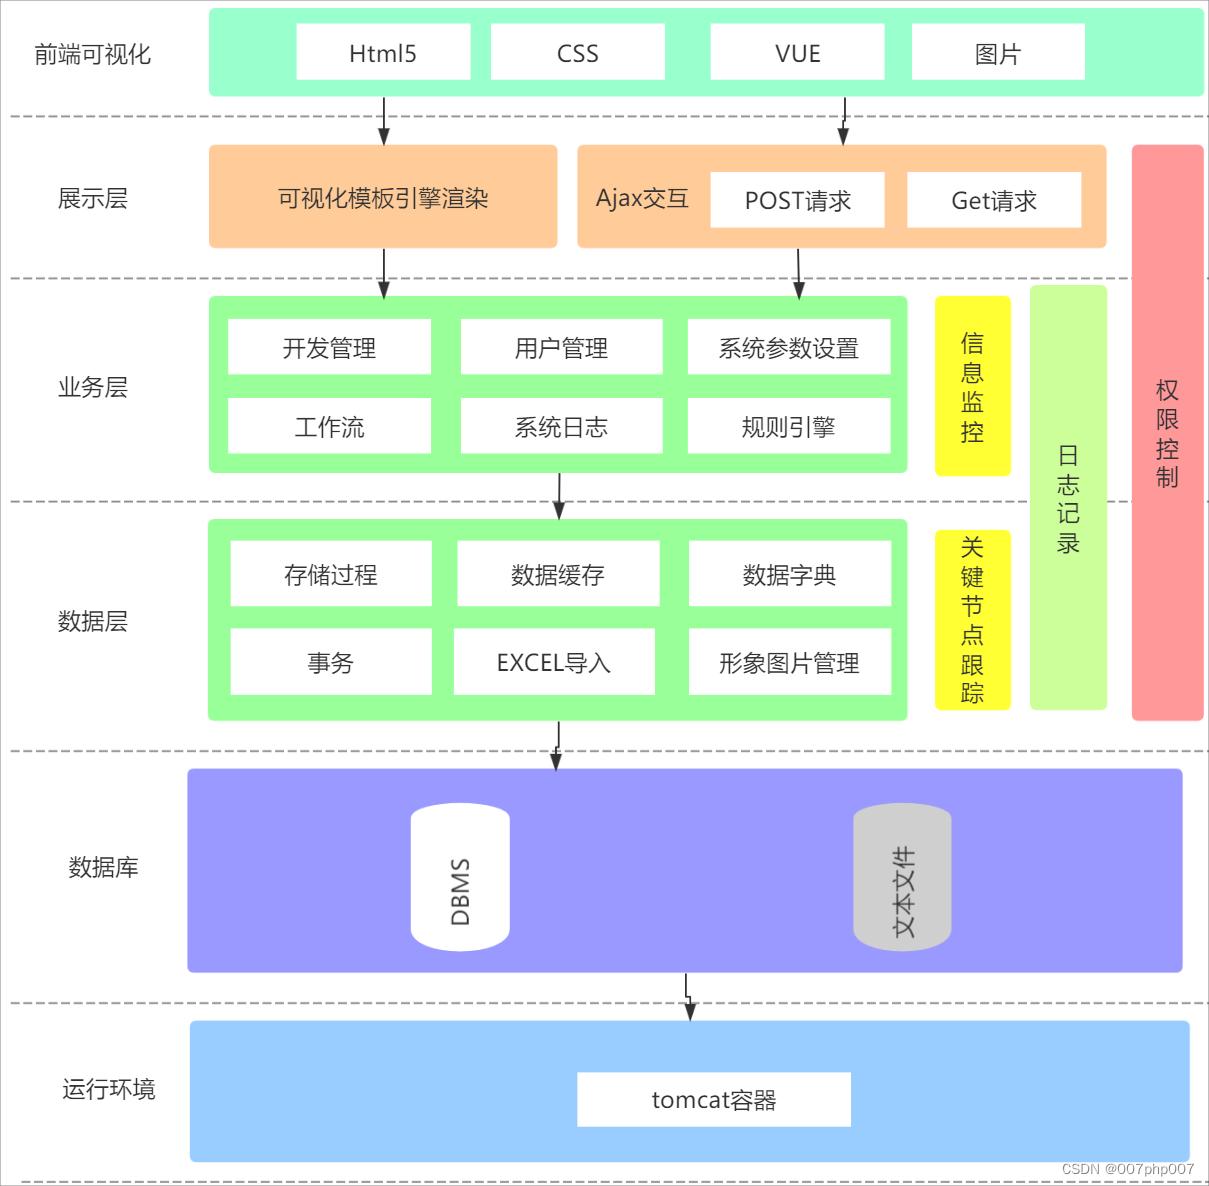 前端可视化
Html5
CSS
VUE
图片
展示层
可视化模板引擎渲染
Ajax交互
POST请求
Get请求
业务层
开发管理
用户管理
系统参数设置
工作流
系统日志
规则引擎
信息监控
日志记录
权限控制
数据层
存储过程
数据缓存
数据字典
事务
EXCEL导入
形象图片管理
关键节点跟踪
数据库
DBMS
文本文件
运行环境
tomcat容器
CSDN @007php007